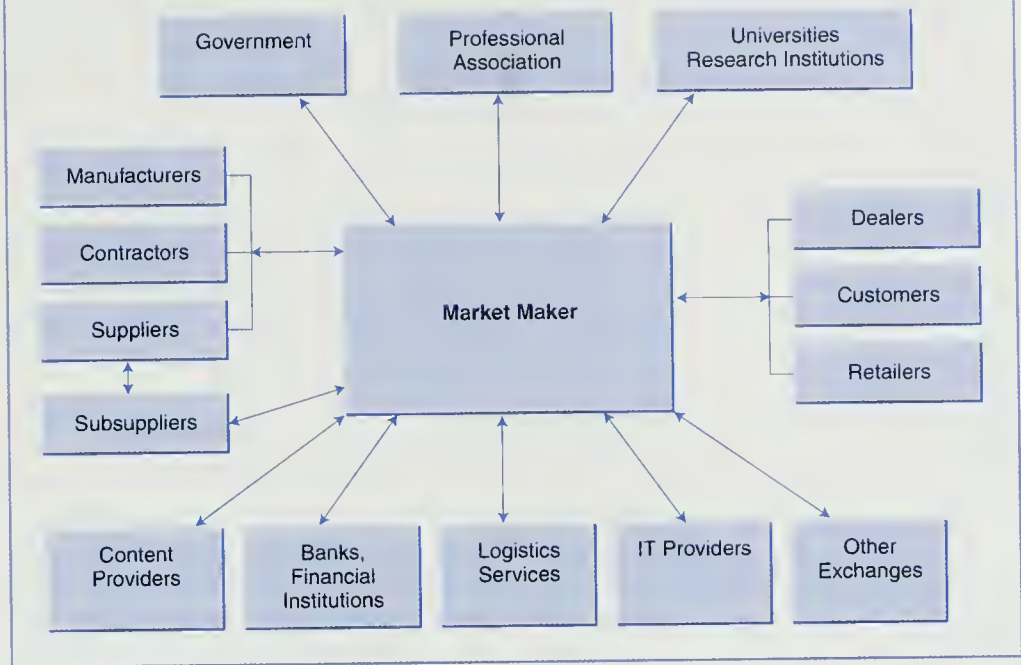 Government
Professional
Association
Universities
Research Institutions
Manufacturers
Contractors
Suppliers
Subsuppliers
Market Maker
Dealers
Customers
Retailers
Content
Providers
Banks,
Financial
Institutions
Logistics
Services
IT Providers
Other
Exchanges